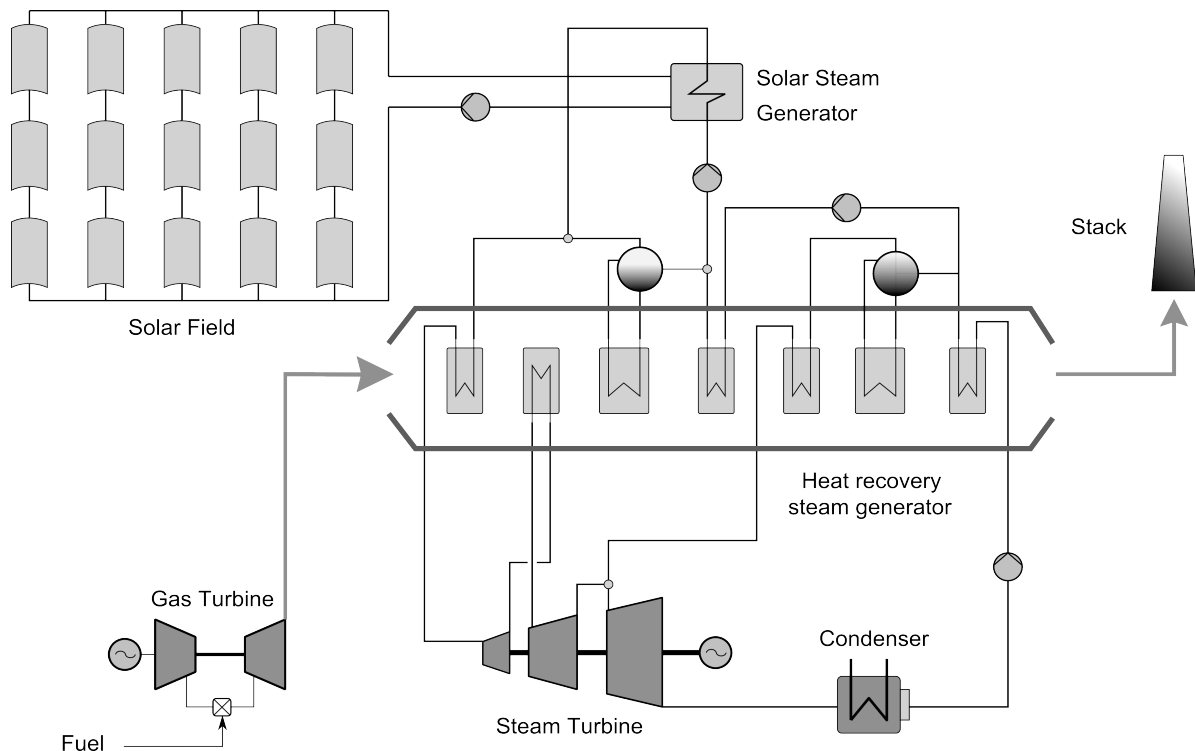 Solar Steam
Generator
Stack
Solar Field
Heat recovery
steam generator
Gas Turbine
Condenser
Steam Turbine
Fuel